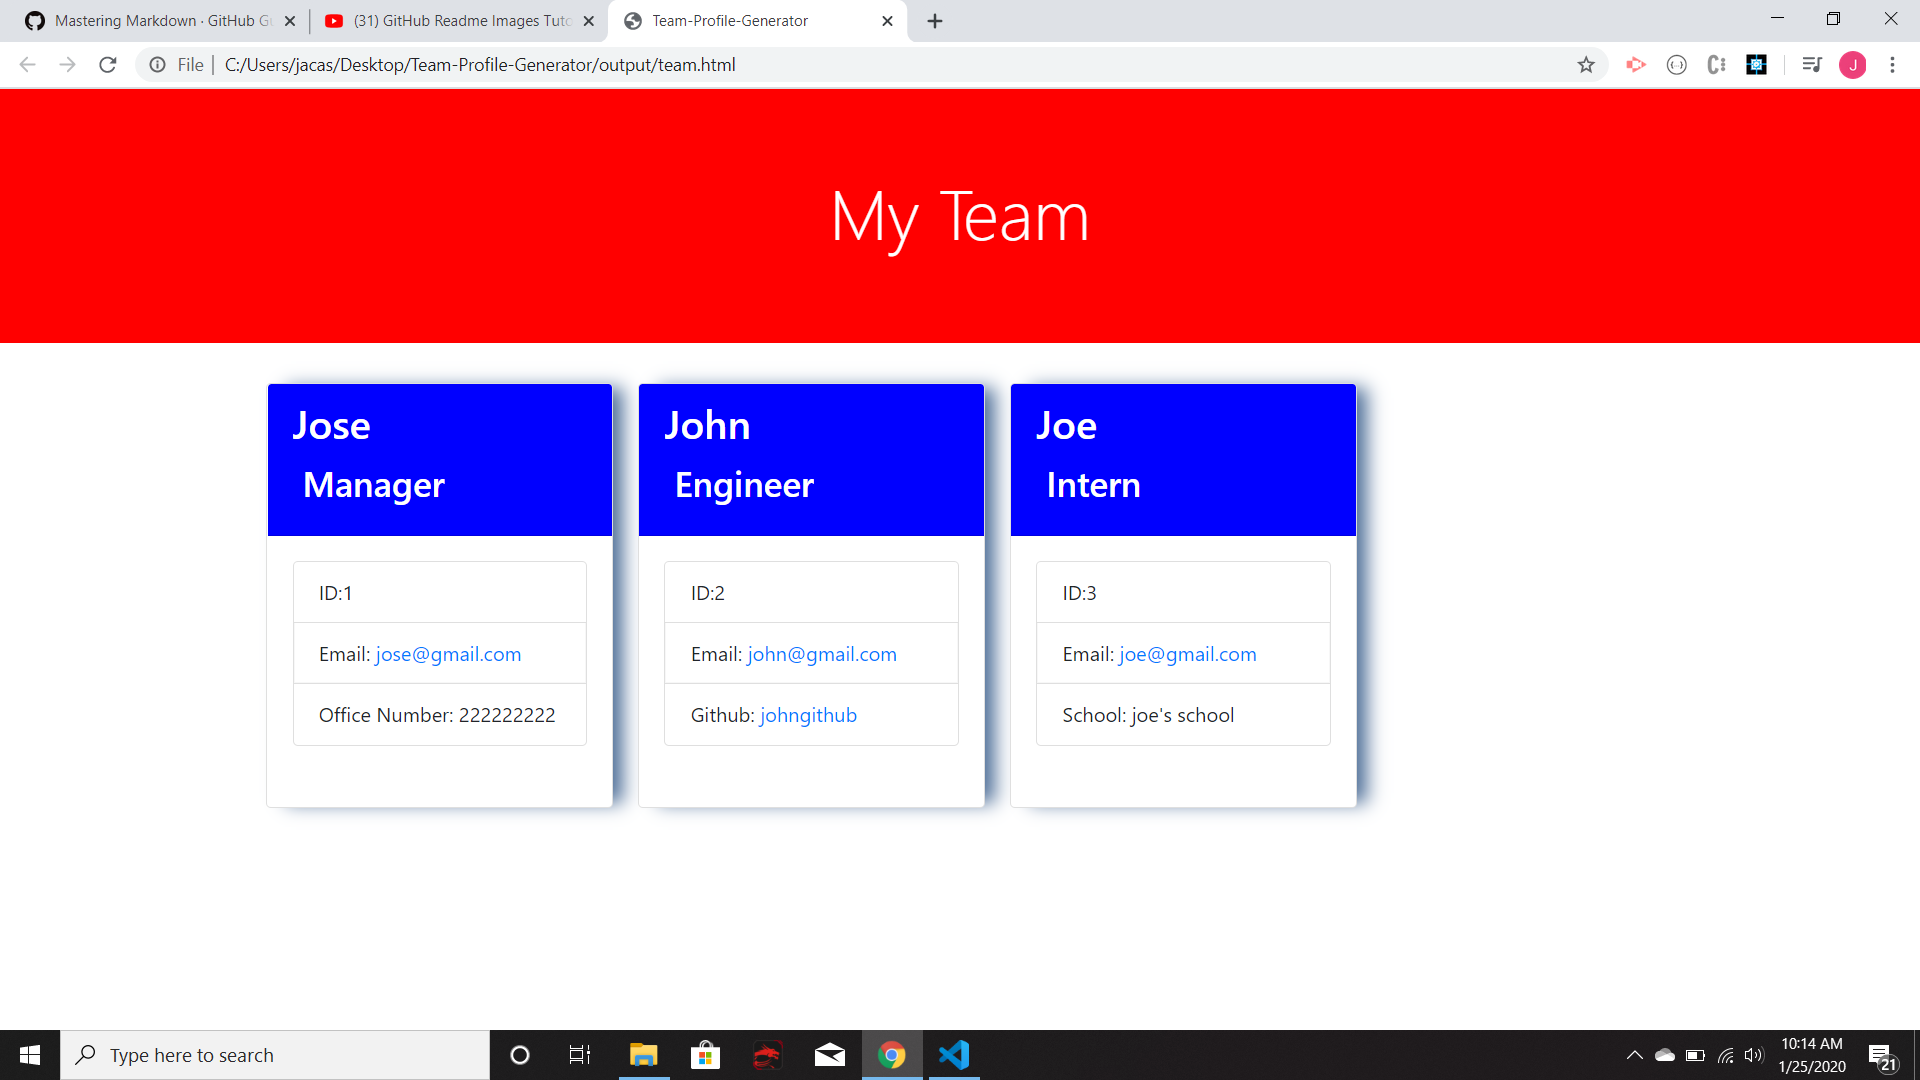 Mastering Markdown · GitHub Gu
(31) GitHub Readme Images Tuto
Team-Profile-Generator
File
C:/Users/jacas/Desktop/Team-Profile-Generator/output/team.html
J
My Team
Jose
Manager
ID:1
Email: jose@gmail.com
Office Number: 222222222
John
Engineer
ID:2
Email: john@gmail.com
Github: johngithub
Joe
Intern
ID:3
Email: joe@gmail.com
School: joe's school
Type here to search
10:14 AM
1/25/2020
21